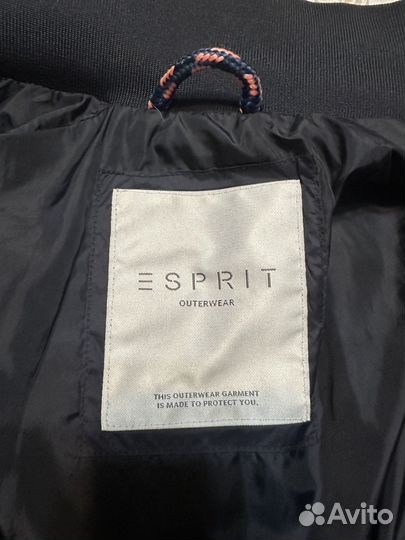 ESPRIT
OUTERWEAR
THIS OUTERWEAR GARMENT
IS MADE TO PROTECT YOU.
Avito